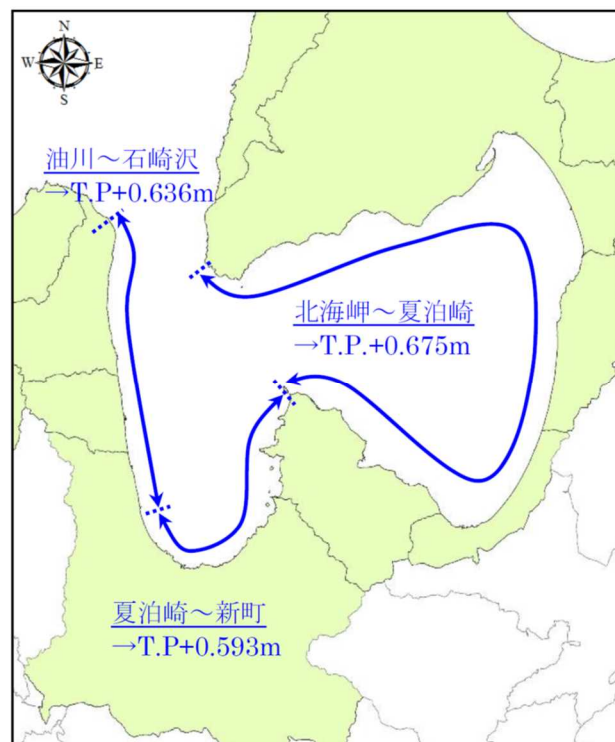 N
W E
S
油川～石崎沢
→T.P+0.636m
北海岬～夏泊崎
→T.P.+0.675m
夏泊崎～新町
→T.P+0.593m